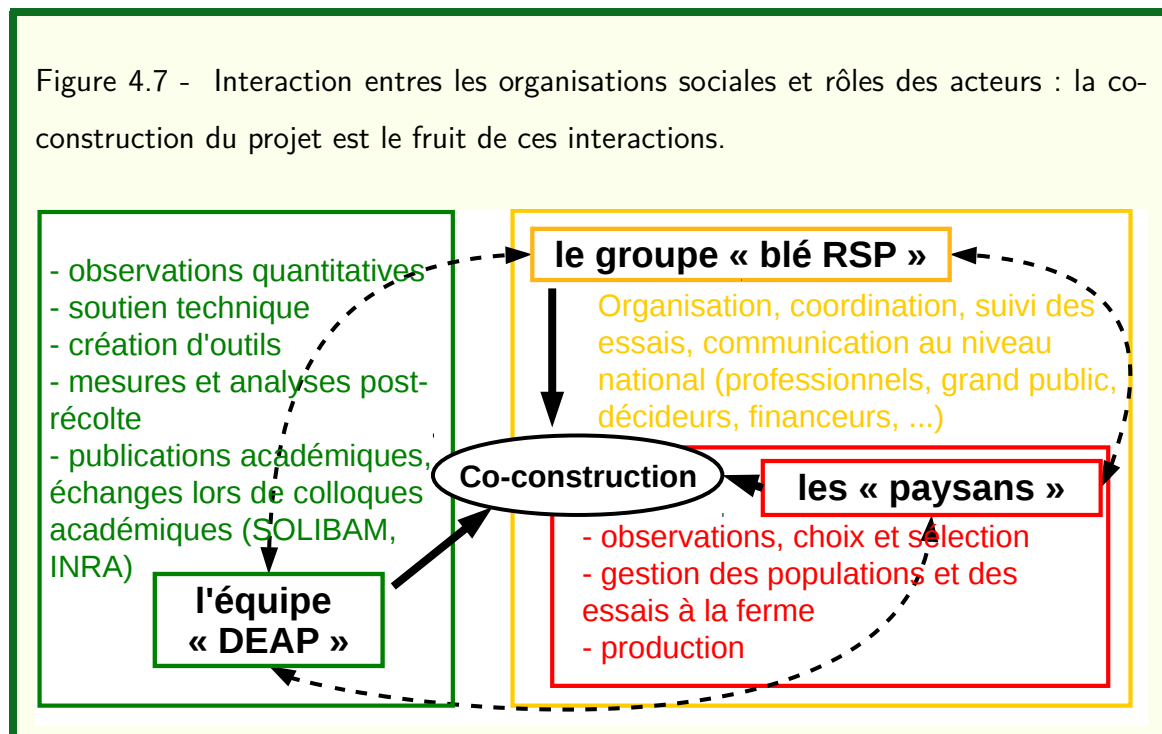 Figure 4.7 - Interaction entres les organisations sociales et rôles des acteurs : la co-
construction du projet est le fruit de ces interactions.
- observations quantitatives
- soutien technique
- création d'outils
- mesures et analyses post-
récolte
- publications académiques,
échanges lors de colloques
académiques (SOLIBAM,
INRA)
l'équipe
« DEAP »
le groupe « blé RSP »
Organisation, coordination, suivi des
essais, communication au niveau
national (professionnels, grand public,
décideurs, financeurs, ...)
Co-construction
les « paysans »
- observations, choix et sélection
- gestion des populations et des
essais à la ferme
- production